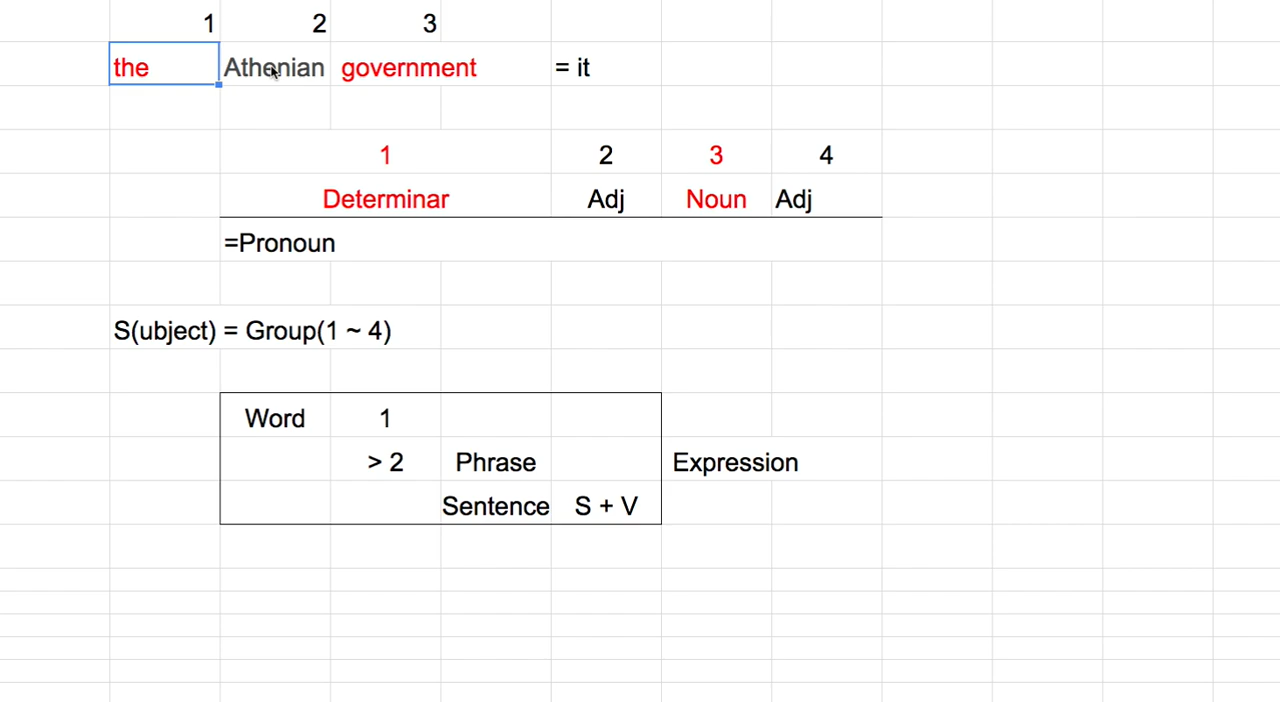 1 2 3
the Athenian government = it
1 2 3 4
Determinar Adj Noun Adj
=Pronoun
S(ubject) = Group(1 ~ 4)
Word 1
> 2 Phrase Expression
Sentence S + V